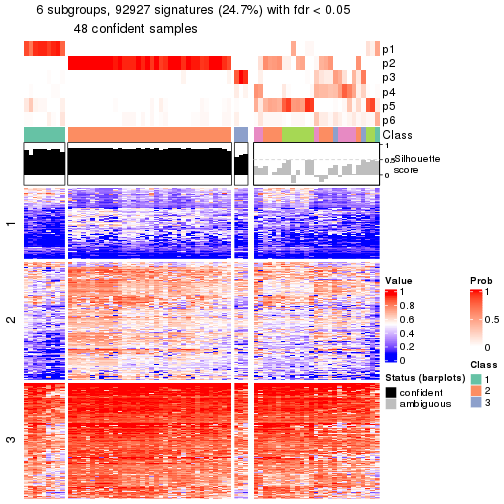 6 subgroups, 92927 signatures (24.7%) with fdr < 0.05
48 confident samples
p1
p2
p3
p4
p5
p6
Class
1
0.5
0
Silhouette
score
1
2
3
Value
1
0.8
0.6
0.4
0.2
0
Prob
1
0.5
0
Status (barplots)
confident
ambiguous
Class
1
2
3